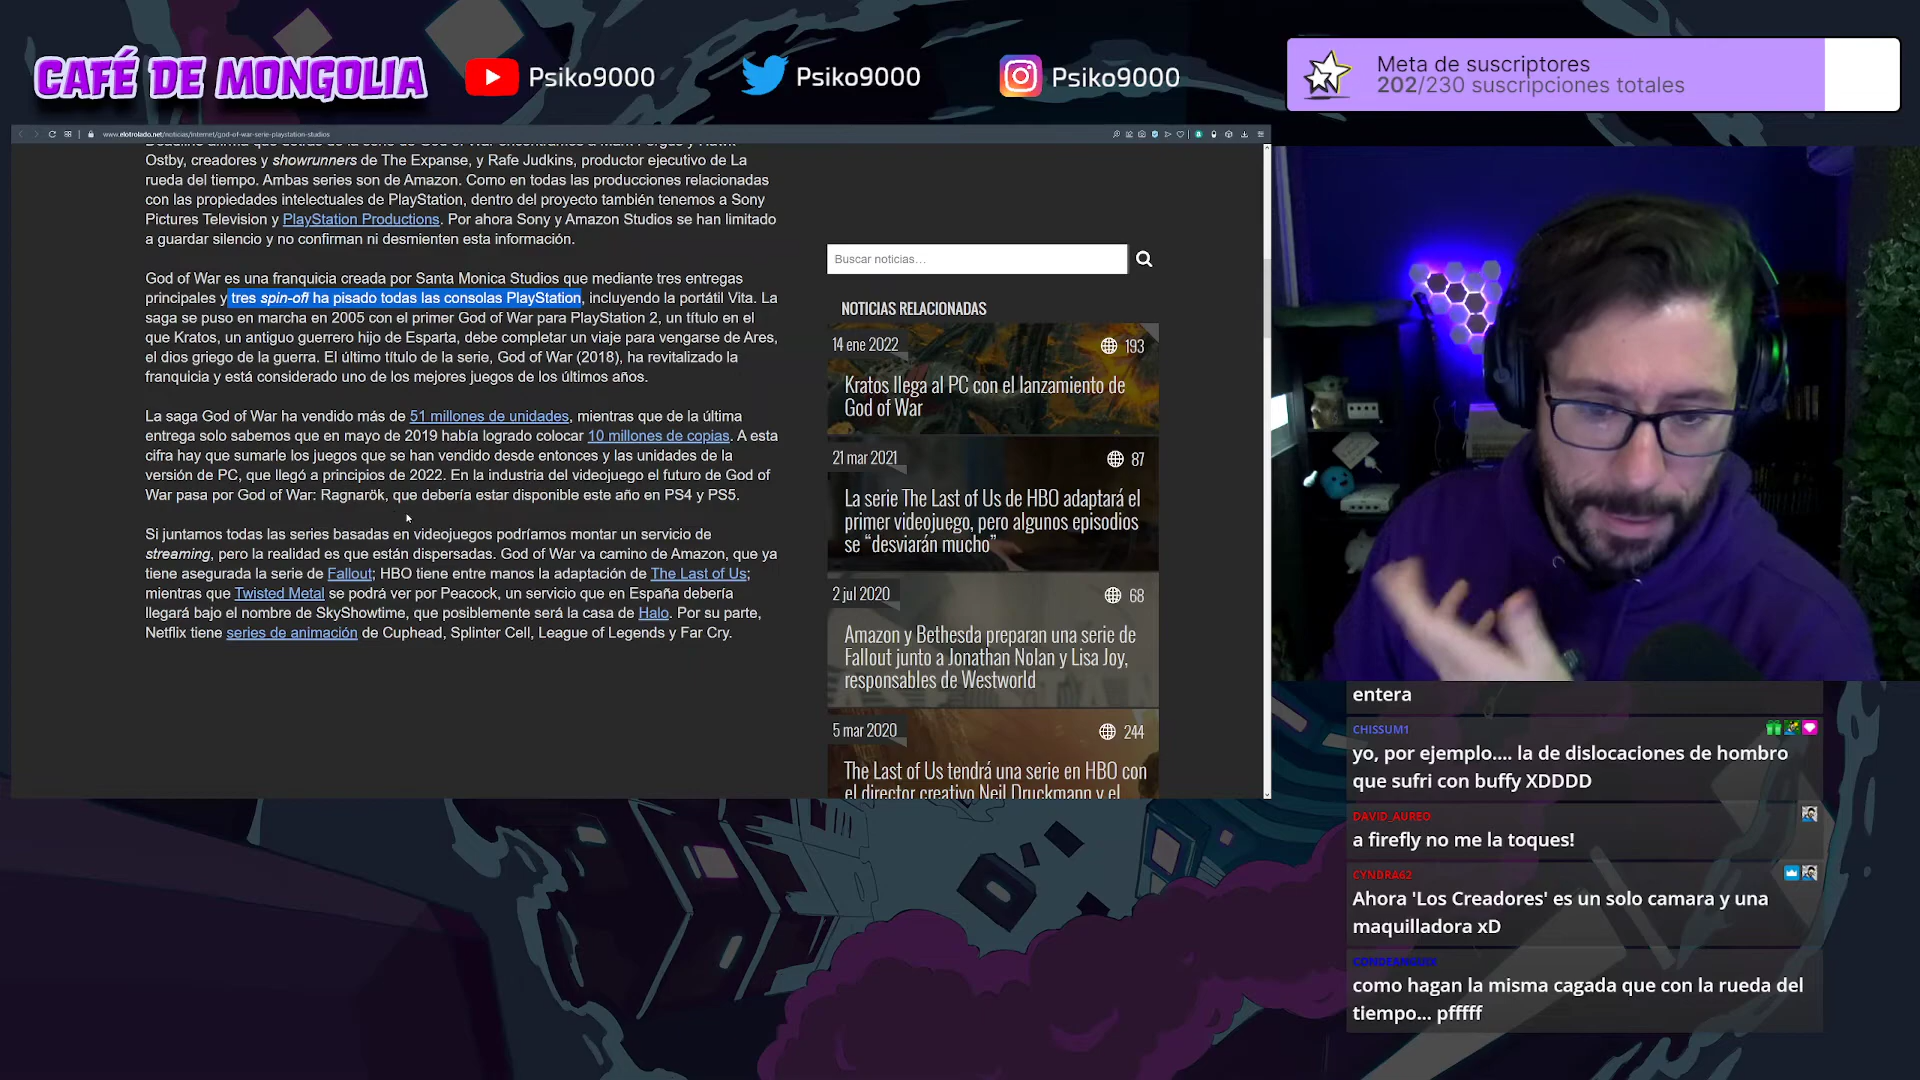 CAFÉ DE MONGOLIA
Psiko9000
Psiko9000
Psiko9000
Meta de suscriptores
202/230 suscripciones totales
www.elotrolado.net/noticias/internet/god-of-war-serie-playstation-studios
Ostby, creadores y showrunners de The Expanse, y Rafe Judkins, productor ejecutivo de La
rueda del tiempo. Ambas series son de Amazon. Como en todas las producciones relacionadas
con las propiedades intelectuales de PlayStation, dentro del proyecto también tenemos a Sony
Pictures Television y PlayStation Productions. Por ahora Sony y Amazon Studios se han limitado
a guardar silencio y no confirman ni desmienten esta información.
God of War es una franquicia creada por Santa Monica Studios que mediante tres entregas
principales y tres spin-off ha pisado todas las consolas PlayStation, incluyendo la portátil Vita. La
saga se puso en marcha en 2005 con el primer God of War para PlayStation 2, un título en el
que Kratos, un antiguo guerrero hijo de Esparta, debe completar un viaje para vengarse de Ares,
el dios griego de la guerra. El último título de la serie, God of War (2018), ha revitalizado la
franquicia y está considerado uno de los mejores juegos de los últimos años.
La saga God of War ha vendido más de 51 millones de unidades, mientras que de la última
entrega solo sabemos que en mayo de 2019 había logrado colocar 10 millones de copias. A esta
cifra hay que sumarle los juegos que se han vendido desde entonces y las unidades de la
versión de PC, que llegó a principios de 2022. En la industria del videojuego el futuro de God of
War pasa por God of War: Ragnarök, que debería estar disponible este año en PS4 y PS5.
Si juntamos todas las series basadas en videojuegos podríamos montar un servicio de
streaming, pero la realidad es que están dispersadas. God of War va camino de Amazon, que ya
tiene asegurada la serie de Fallout; HBO tiene entre manos la adaptación de The Last of Us;
mientras que Twisted Metal se podrá ver por Peacock, un servicio que en España debería
llegará bajo el nombre de SkyShowtime, que posiblemente será la casa de Halo. Por su parte,
Netflix tiene series de animación de Cuphead, Splinter Cell, League of Legends y Far Cry.
Buscar noticias...
NOTICIAS RELACIONADAS
14 ene 2022
193
Kratos llega al PC con el lanzamiento de
God of War
21 mar 2021
87
La serie The Last of Us de HBO adaptará el
primer videojuego, pero algunos episodios
se “desviarán mucho”
2 jul 2020
68
Amazon y Bethesda preparan una serie de
Fallout junto a Jonathan Nolan y Lisa Joy,
responsables de Westworld
5 mar 2020
244
The Last of Us tendrá una serie en HBO con
el director creativo Neil Druckmann y el
entera
CHISSUM1
yo, por ejemplo.... la de dislocaciones de hombro
que sufri con buffy XDDDD
DAVID_AUREO
a firefly no me la toques!
CYNDRA62
Ahora 'Los Creadores' es un solo camara y una
maquilladora xD
como hagan la misma cagada que con la rueda del
tiempo... pfffff